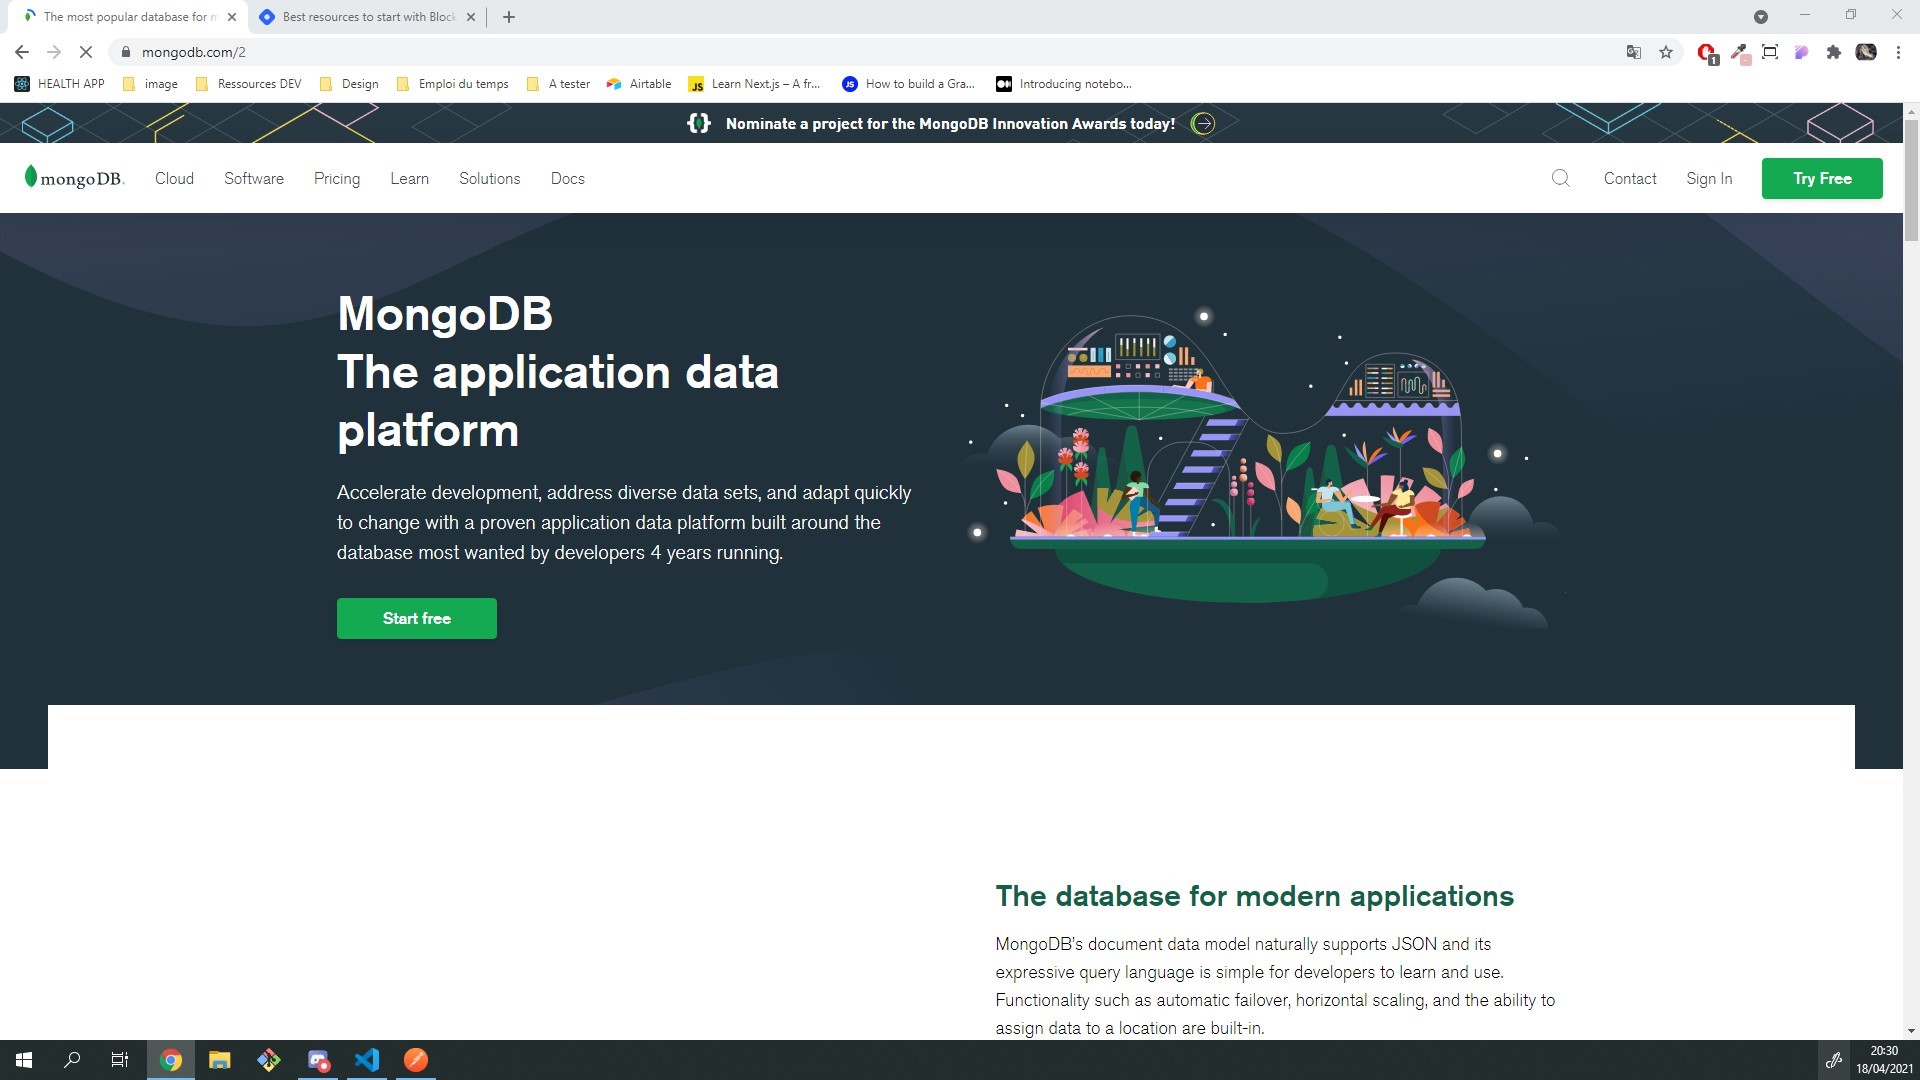 The most popular database for m
Best resources to start with Block
mongodb.com/2
1
HEALTH APP
image
Ressources DEV
Design
Emploi du temps
A tester
Airtable
JS
Learn Next.js – A fr...
JS
How to build a Gra...
Introducing notebo...
Nominate a project for the MongoDB Innovation Awards today!
mongoDB.
Cloud
Software
Pricing
Learn
Solutions
Docs
Contact
Sign In
Try Free
MongoDB
The application data
platform
Accelerate development, address diverse data sets, and adapt quickly
to change with a proven application data platform built around the
database most wanted by developers 4 years running.
Start free
The database for modern applications
MongoDB's document data model naturally supports JSON and its
expressive query language is simple for developers to learn and use.
Functionality such as automatic failover, horizontal scaling, and the ability to
assign data to a location are built-in.
20:30
18/04/2021